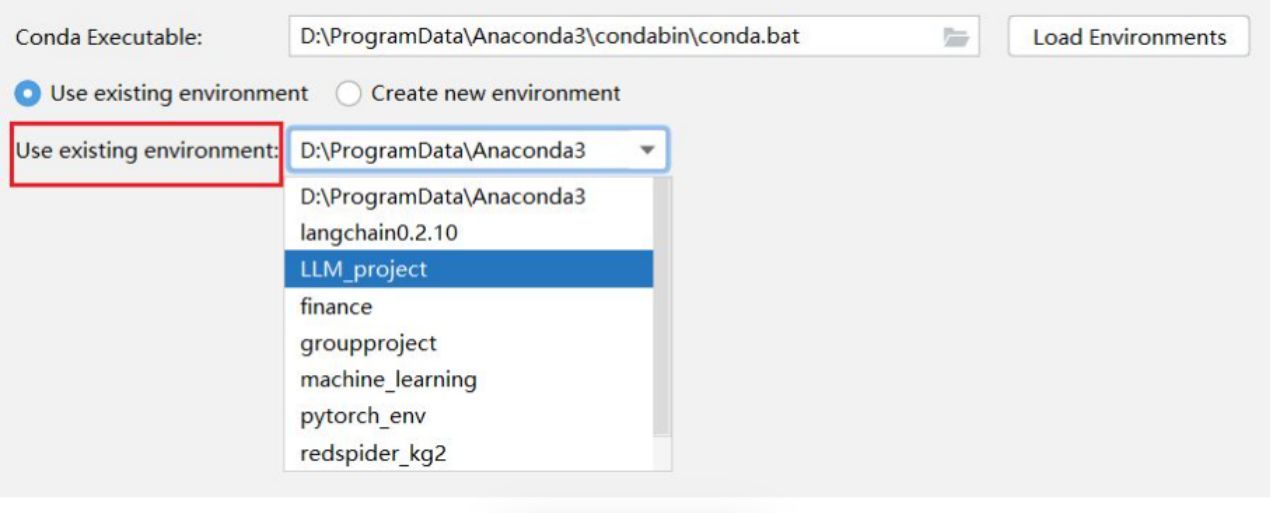 Conda Executable: D:\ProgramData\Anaconda3\condabin\conda.bat Load Environments
Use existing environment Create new environment
Use existing environment: D:\ProgramData\Anaconda3
D:\ProgramData\Anaconda3
langchain0.2.10
LLM_project
finance
groupproject
machine_learning
pytorch_env
redspider_kg2